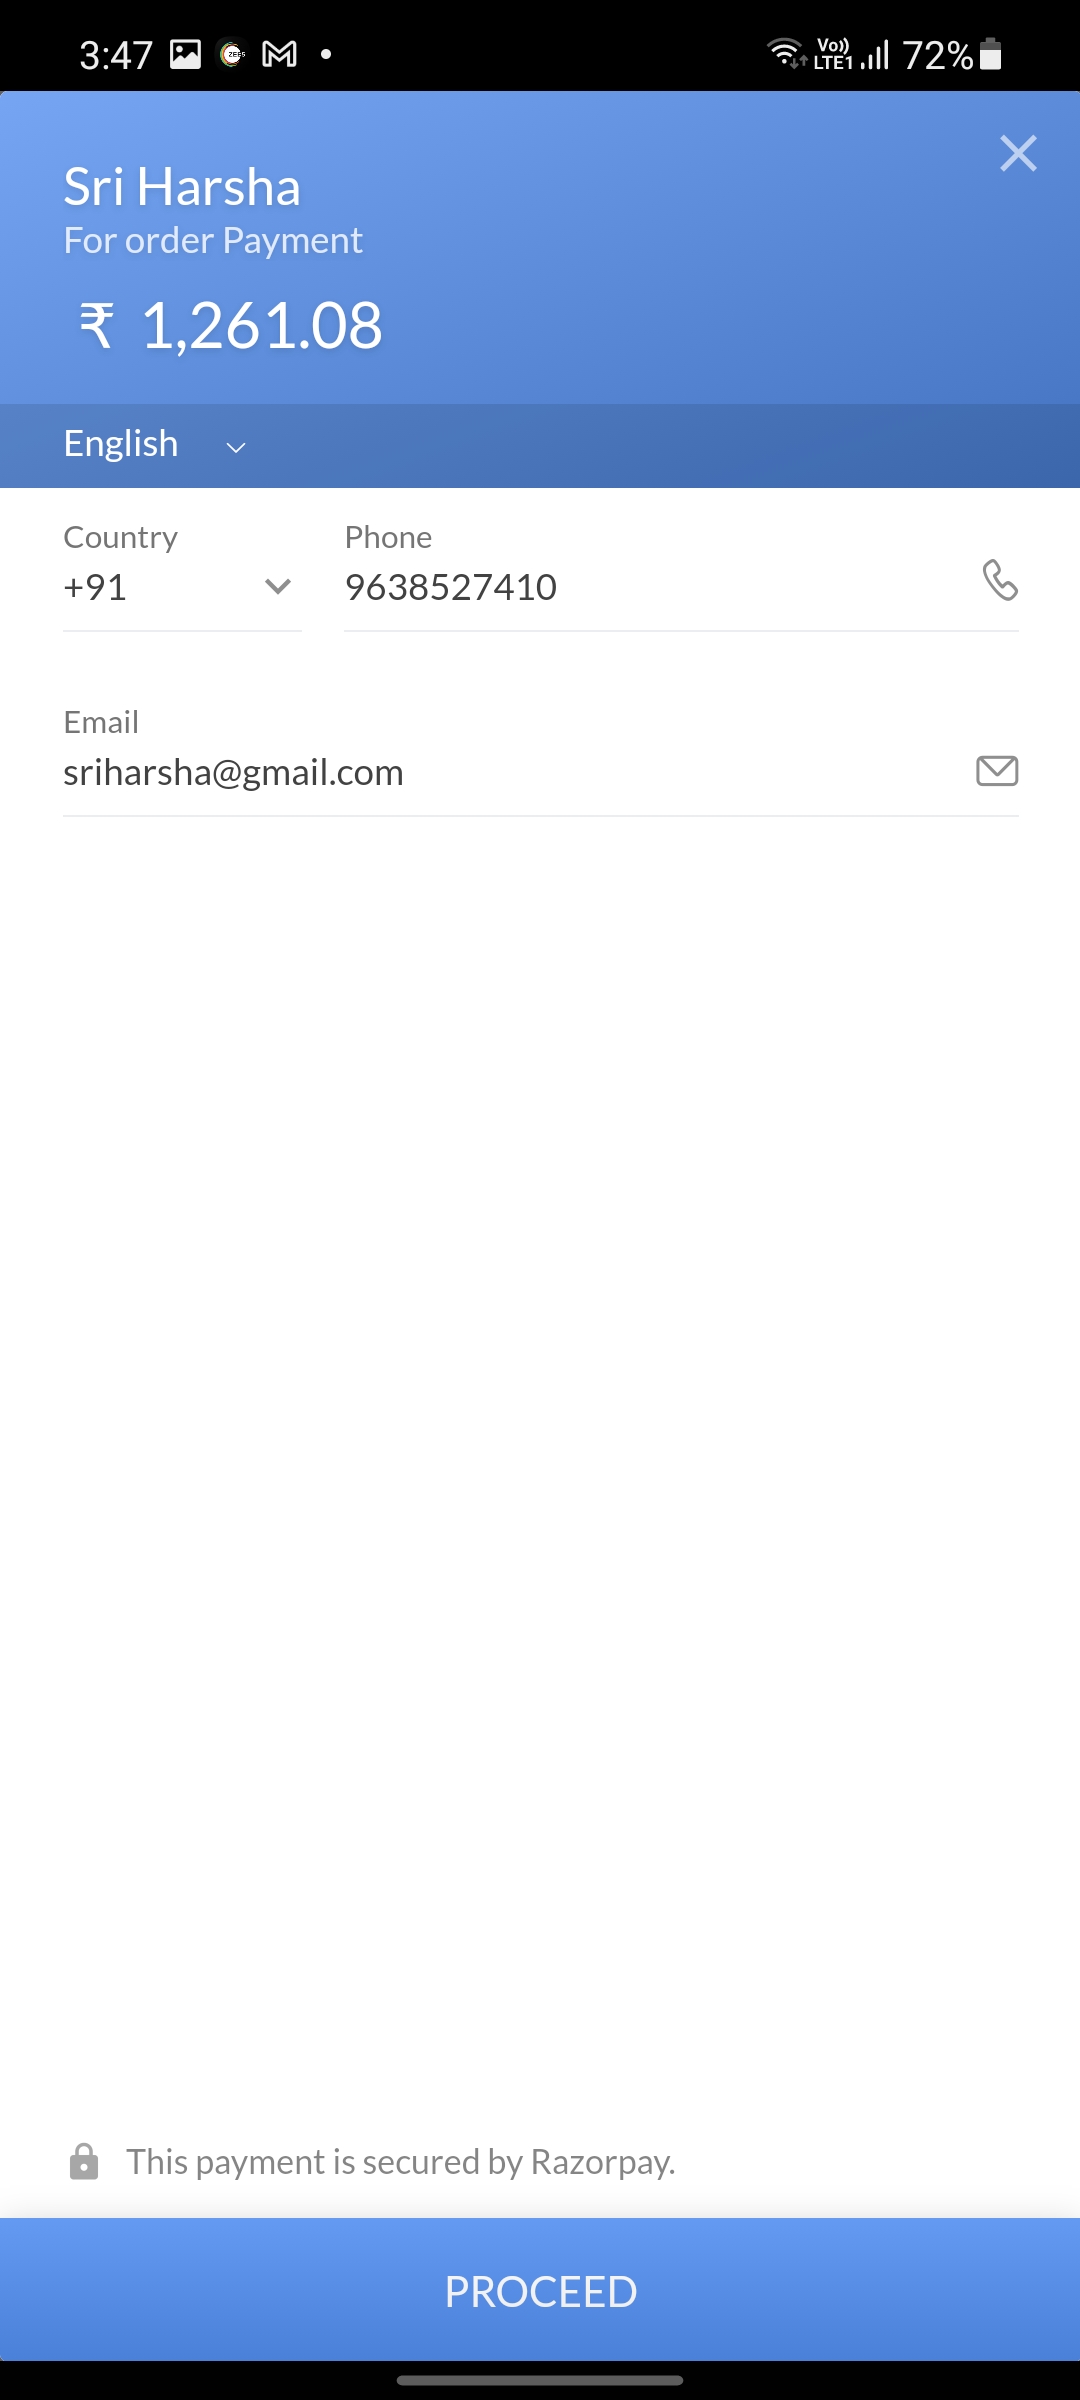 3:47
Vo)) LTE1 72%
Sri Harsha
For order Payment
₹ 1,261.08
English
Country
Phone
+91
9638527410
Email
sriharsha@gmail.com
This payment is secured by Razorpay.
PROCEED